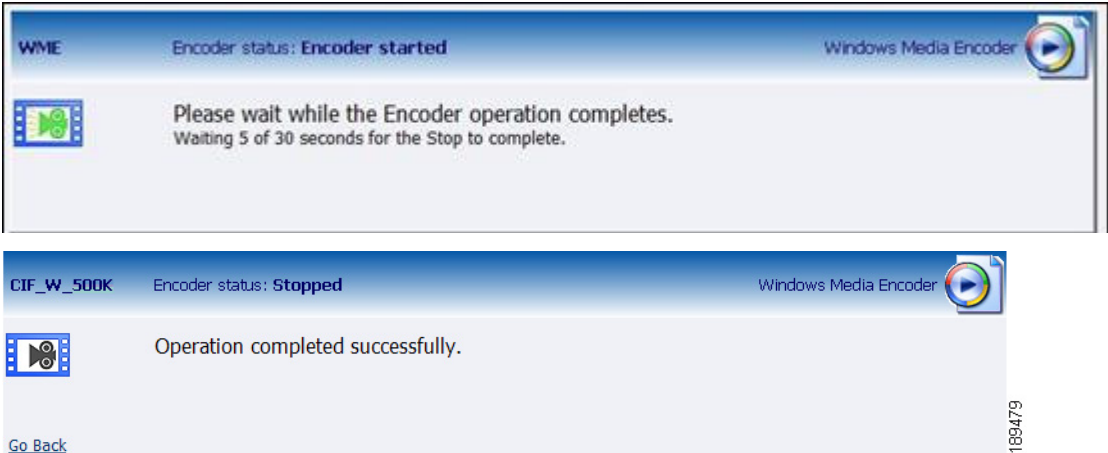 WME Encoder status: Encoder started Windows Media Encoder
Please wait while the Encoder operation completes.
Waiting 5 of 30 seconds for the Stop to complete.
CIF_W_500K Encoder status: Stopped Windows Media Encoder
Operation completed successfully.
Go Back
189479